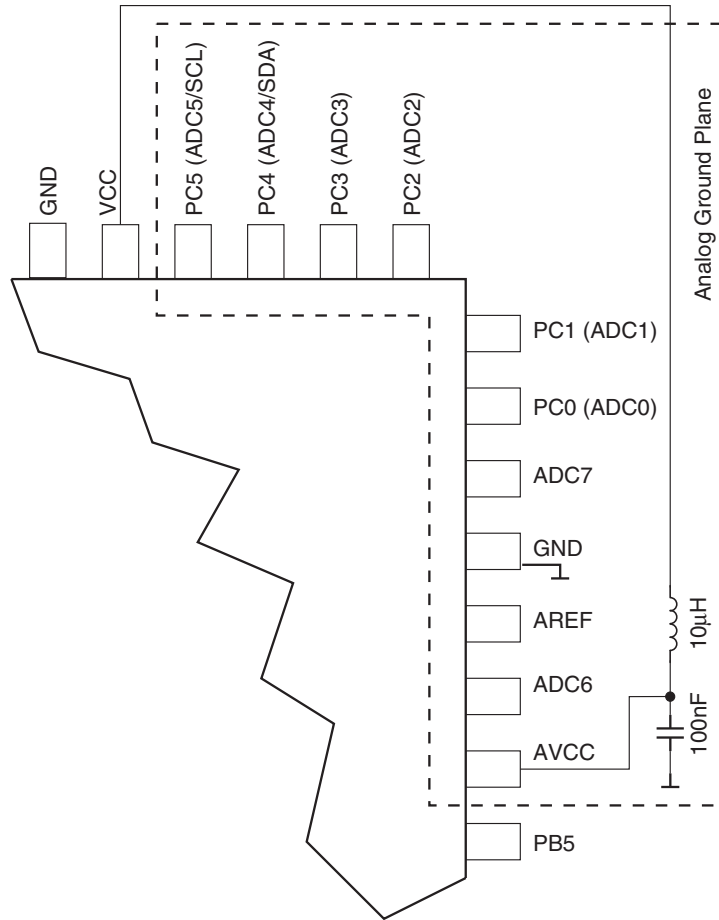 GND
VCC
PC5 (ADC5/SCL)
PC4 (ADC4/SDA)
PC3 (ADC3)
PC2 (ADC2)
Analog Ground Plane
PC1 (ADC1)
PC0 (ADC0)
ADC7
GND
AREF
ADC6
AVCC
PB5
10μH
100nF